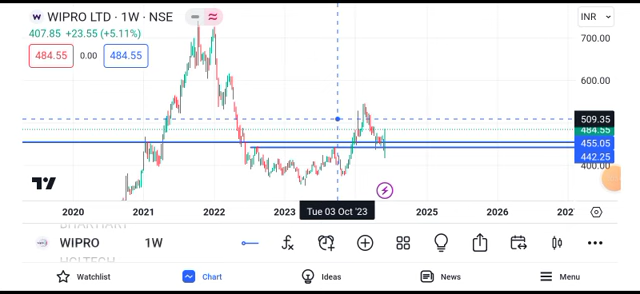 W WIPRO LTD · 1W · NSE
INR
407.85 +23.55 (+5.11%)
484.55 0.00 484.55
700.00
600.00
509.35
484.55
455.05
442.25
400.00
Tue 03 Oct '23
2020 2021 2022 2023 2025 2026 202
WIPRO 1W
Watchlist Chart Ideas News Menu